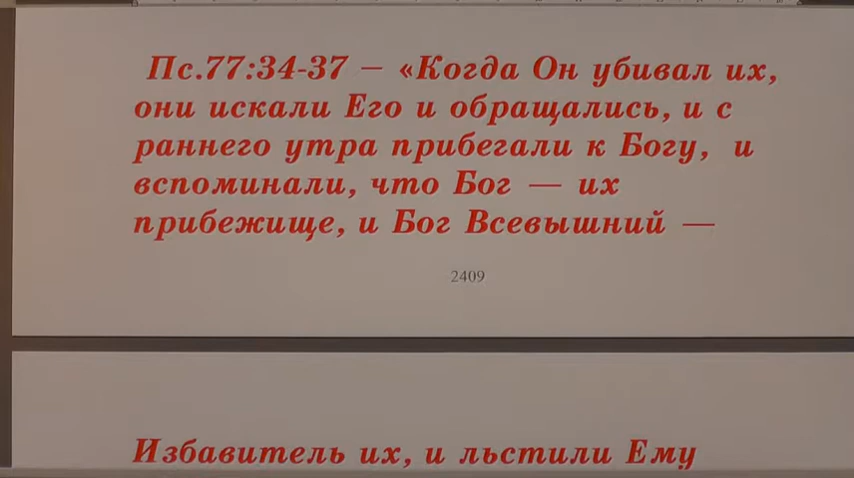 Пс.77:34-37 — «Когда Он убивал их,
они искали Его и обращались, и с
раннего утра прибегали к Богу, и
вспоминали, что Бог — их
прибежище, и Бог Всевышний —
2409
Избавитель их, и льстили Ему